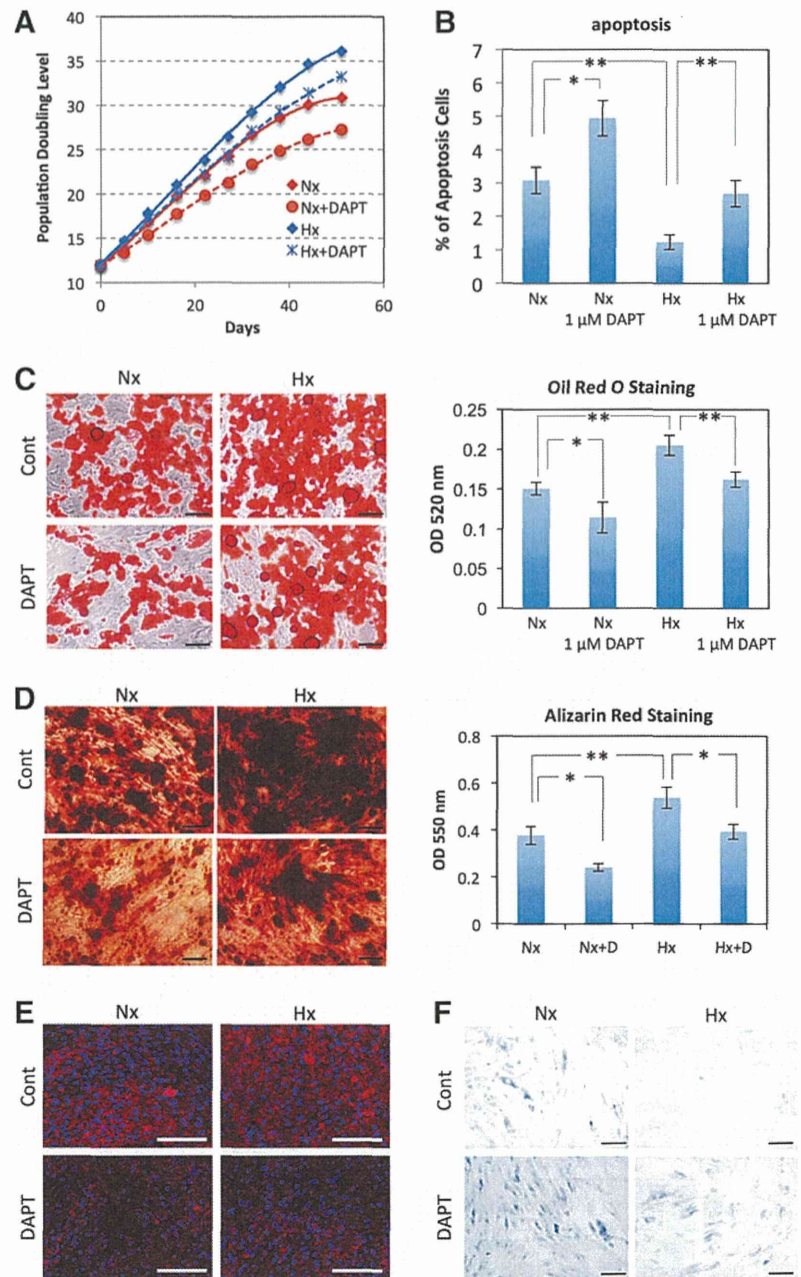 A
40
35
30
25
20
15
10
Population Doubling Level
0
20
40
60
Days
Nx
Nx+DAPT
Hx
Hx+DAPT
B
apoptosis
7
6
5
4
3
2
1
0
% of Apoptosis Cells
**
*
**
Nx
Nx
1 μM DAPT
Hx
Hx
1 μM DAPT
C
Nx
Hx
Cont
DAPT
Oil Red O Staining
0.25
0.2
0.15
0.1
0.05
0
OD 520 nm
**
*
**
Nx
Nx
1 μM DAPT
Hx
Hx
1 μM DAPT
D
Nx
Hx
Cont
DAPT
Alizarin Red Staining
0.8
0.6
0.4
0.2
0
OD 550 nm
**
*
*
Nx
Nx+D
Hx
Hx+D
E
Nx
Hx
Cont
DAPT
F
Nx
Hx
Cont
DAPT